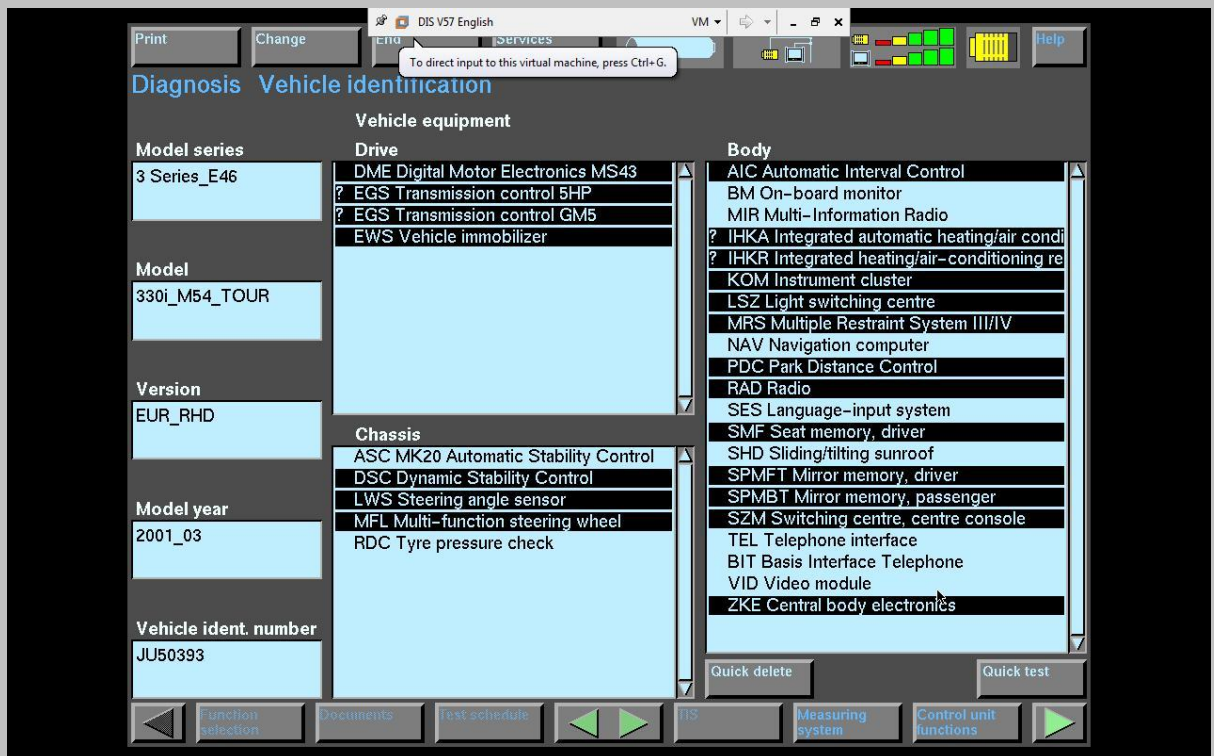 DIS V57 English
VM
To direct input to this virtual machine, press Ctrl+G.
Print
Change
End
Services
Help
Diagnosis Vehicle identification
Vehicle equipment
Model series
3 Series_E46
Model
330i_M54_TOUR
Version
EUR_RHD
Model year
2001_03
Vehicle ident. number
JU50393
Drive
DME Digital Motor Electronics MS43
? EGS Transmission control 5HP
? EGS Transmission control GM5
EWS Vehicle immobilizer
Chassis
ASC MK20 Automatic Stability Control
DSC Dynamic Stability Control
LWS Steering angle sensor
MFL Multi-function steering wheel
RDC Tyre pressure check
Body
AIC Automatic Interval Control
BM On-board monitor
MIR Multi-Information Radio
? IHKA Integrated automatic heating/air condi
? IHKR Integrated heating/air-conditioning re
KOM Instrument cluster
LSZ Light switching centre
MRS Multiple Restraint System III/IV
NAV Navigation computer
PDC Park Distance Control
RAD Radio
SES Language-input system
SMF Seat memory, driver
SHD Sliding/tilting sunroof
SPMFT Mirror memory, driver
SPMBT Mirror memory, passenger
SZM Switching centre, centre console
TEL Telephone interface
BIT Basis Interface Telephone
VID Video module
ZKE Central body electronics
Quick delete
Quick test
Function
selection
Documents
Test schedule
TIS
Measuring
system
Control unit
functions